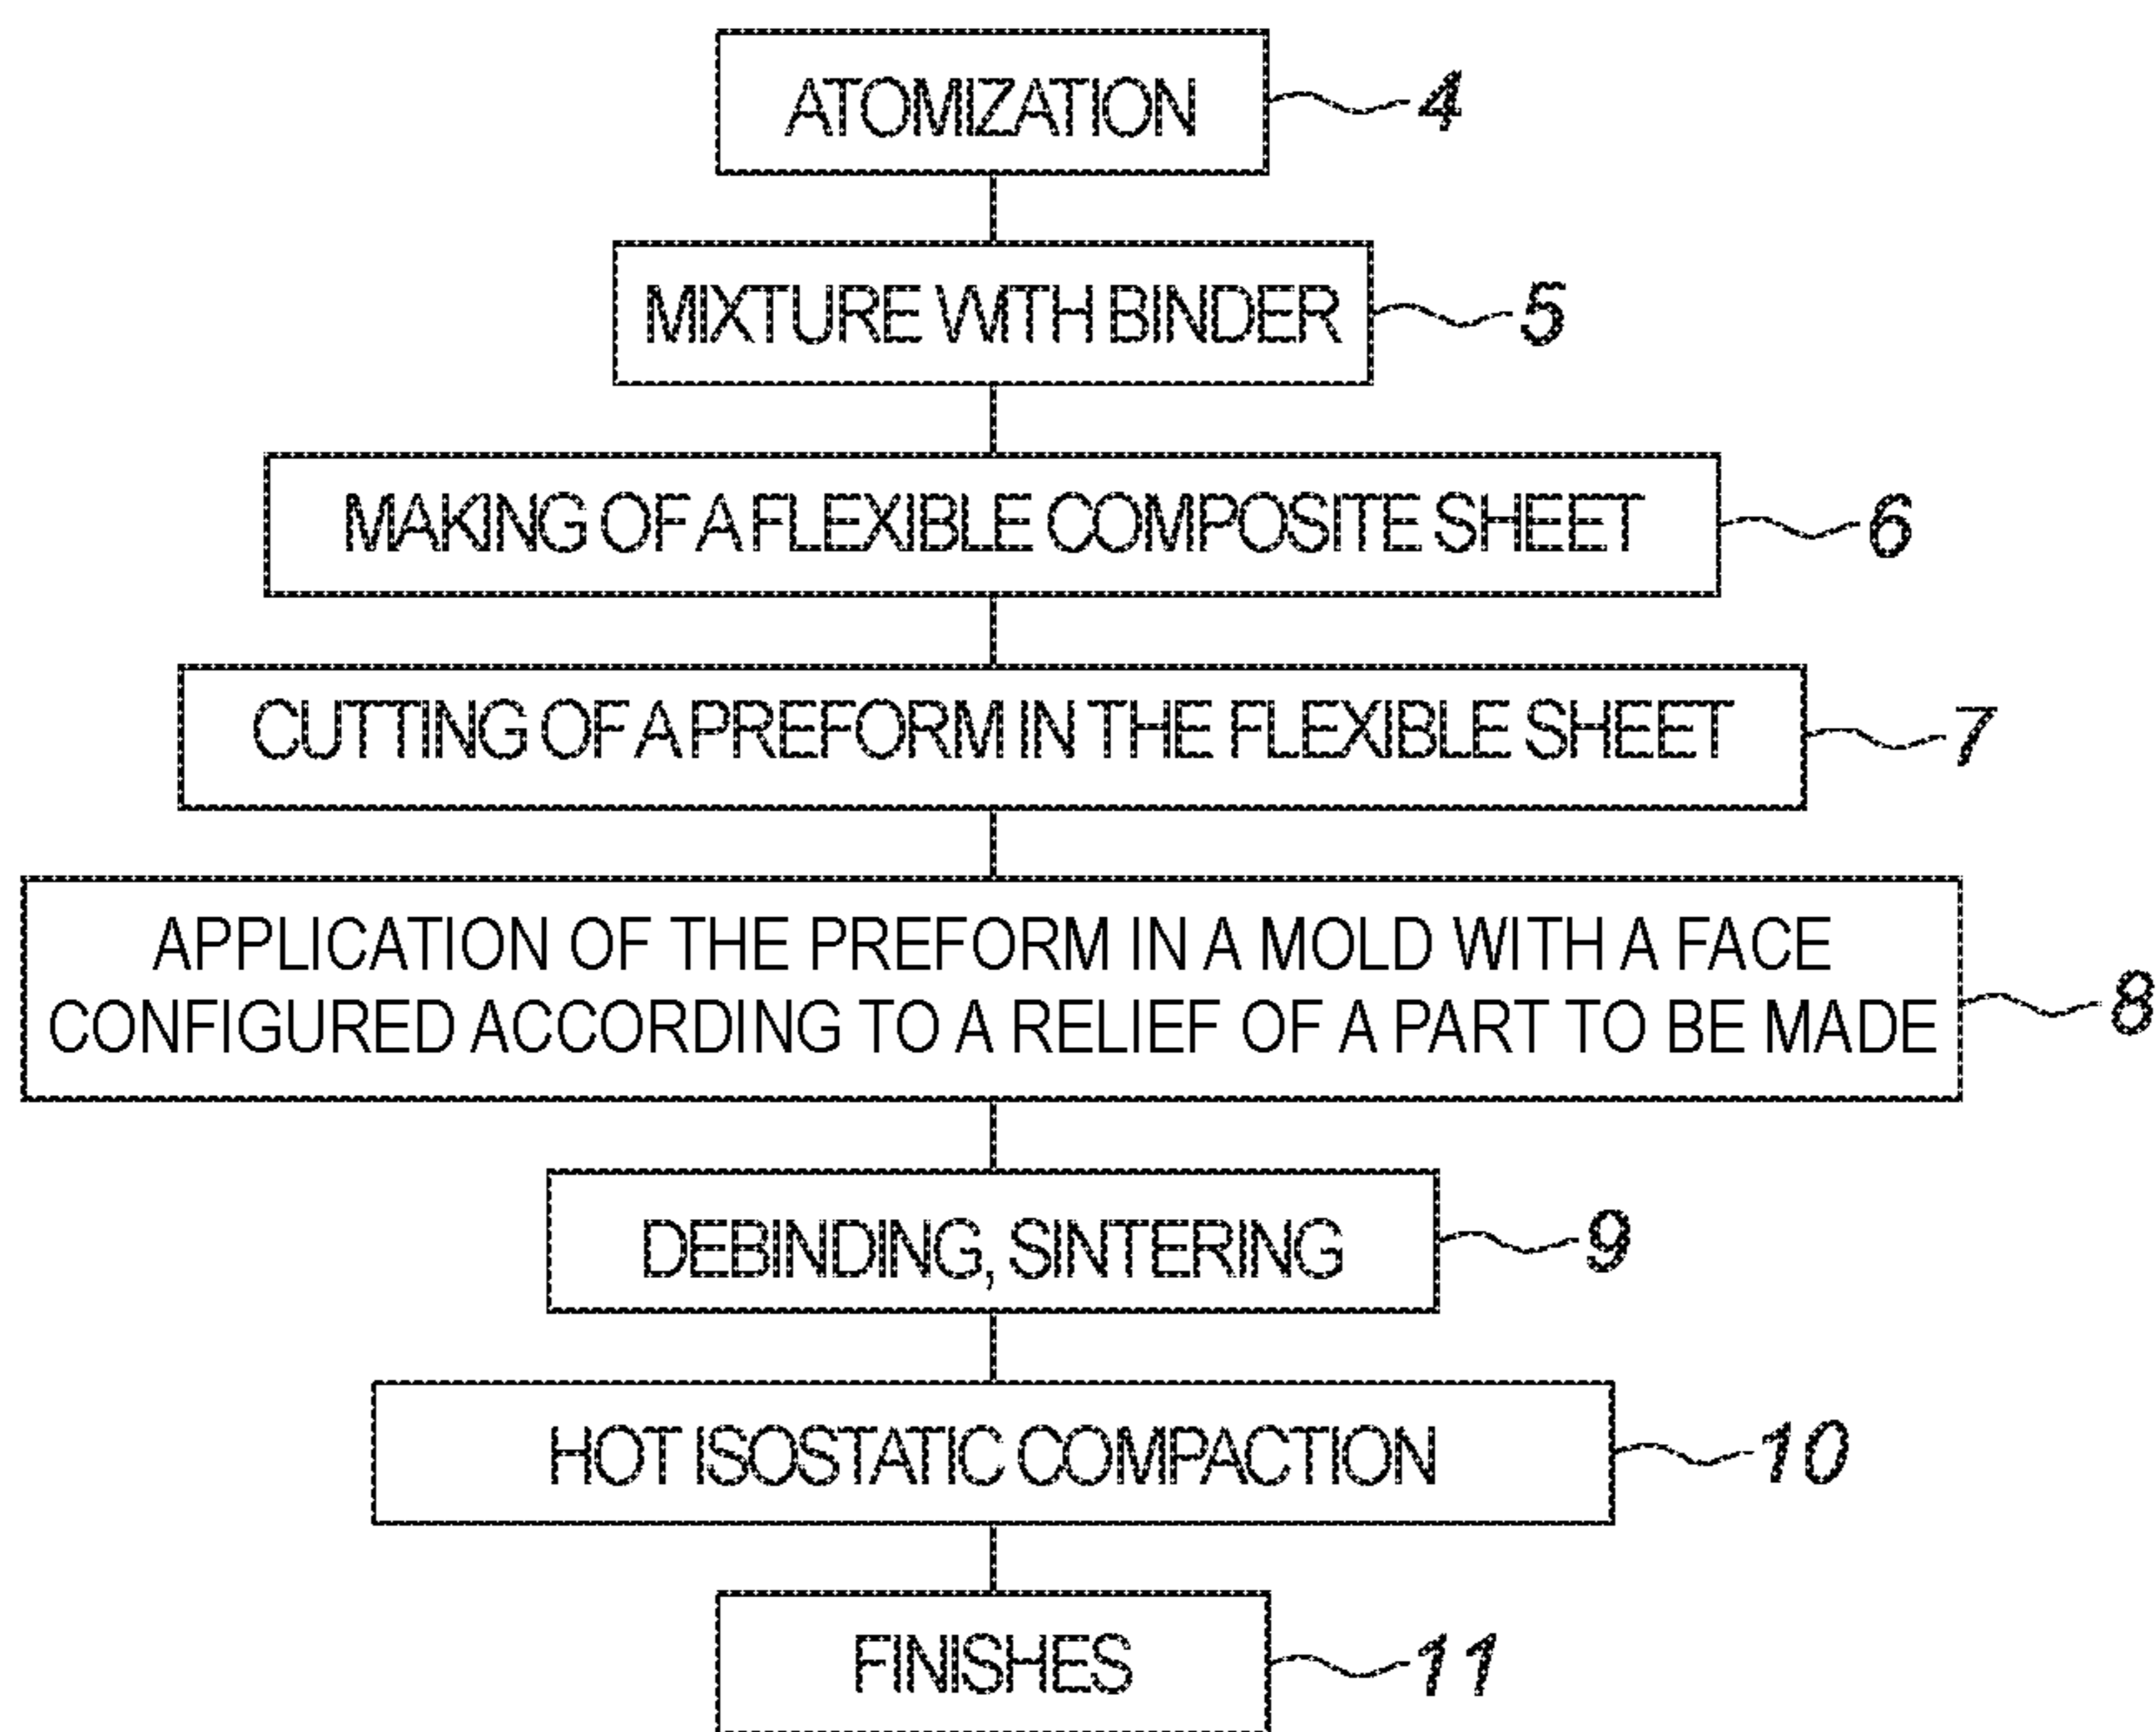 ATOMIZATION 4
MIXTURE WITH BINDER 5
MAKING OF A FLEXIBLE COMPOSITE SHEET 6
CUTTING OF A PREFORM IN THE FLEXIBLE SHEET 7
APPLICATION OF THE PREFORM IN A MOLD WITH A FACE
CONFIGURED ACCORDING TO A RELIEF OF A PART TO BE MADE 8
DEBINDING, SINTERING 9
HOT ISOSTATIC COMPACTION 10
FINISHES 11